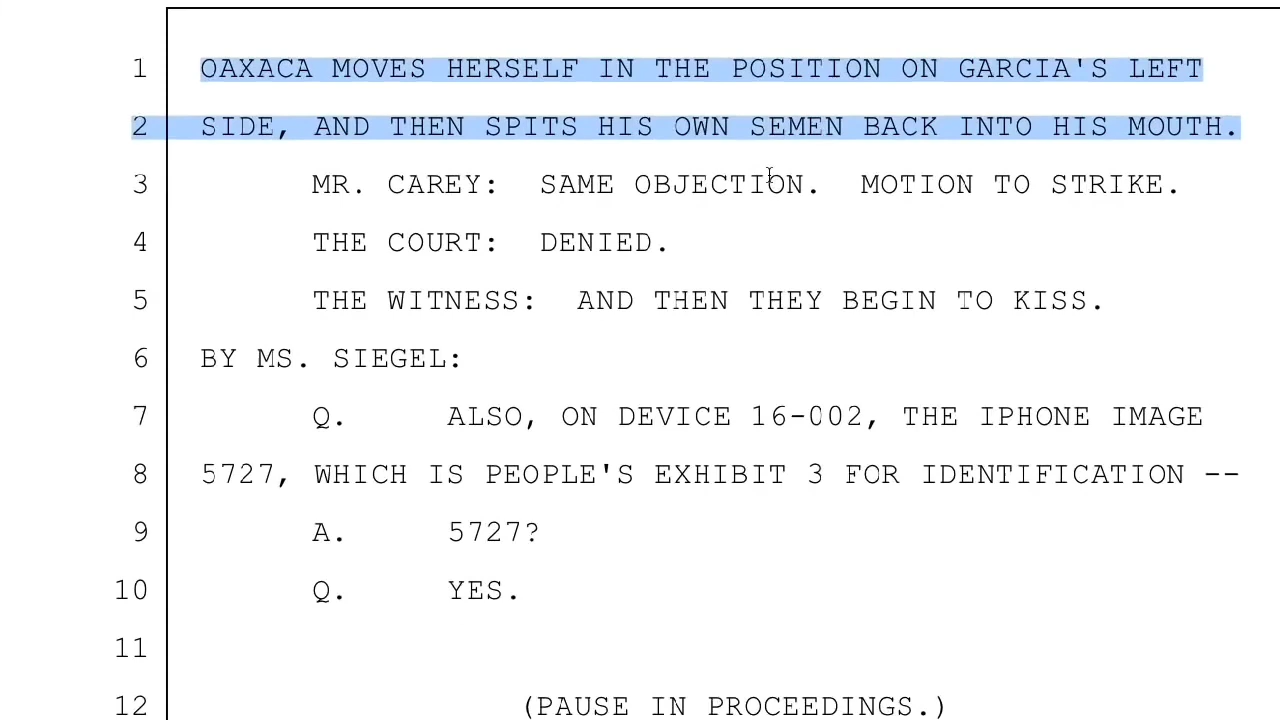 1 OAXACA MOVES HERSELF IN THE POSITION ON GARCIA'S LEFT
2 SIDE, AND THEN SPITS HIS OWN SEMEN BACK INTO HIS MOUTH.
3 MR. CAREY: SAME OBJECTION. MOTION TO STRIKE.
4 THE COURT: DENIED.
5 THE WITNESS: AND THEN THEY BEGIN TO KISS.
6 BY MS. SIEGEL:
7 Q. ALSO, ON DEVICE 16-002, THE IPHONE IMAGE
8 5727, WHICH IS PEOPLE'S EXHIBIT 3 FOR IDENTIFICATION --
9 A. 5727?
10 Q. YES.
11
12 (PAUSE IN PROCEEDINGS.)